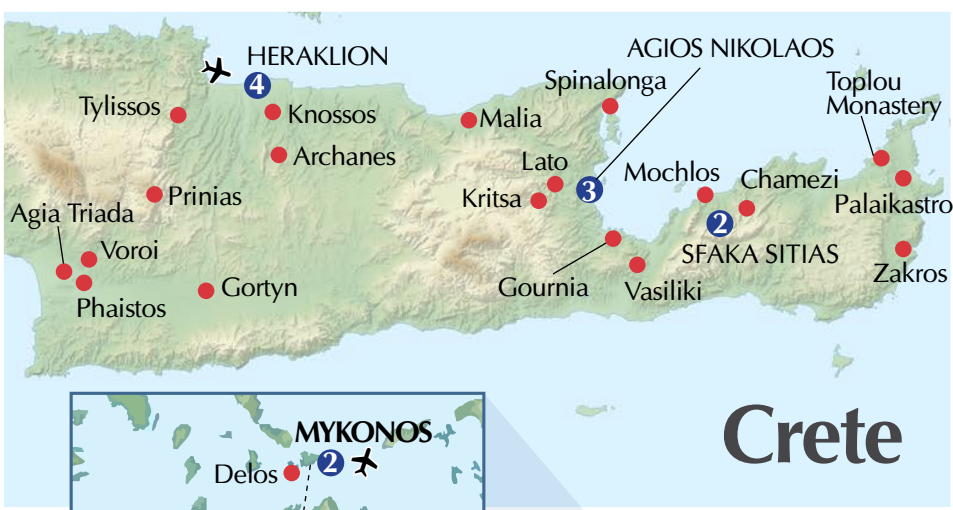 HERAKLION
4
AGIOS NIKOLAOS
Spinalonga
Toplou
Monastery
Tylissos
Knossos
Malia
Archanes
Lato
3
Mochlos
Chamezi
Kritsa
Prinias
Palaikastro
Agia Triada
2
SFAKA SITIAS
Voroi
Zakros
Phaistos
Gortyn
Gournia
Vasiliki
Crete
MYKONOS
2
Delos